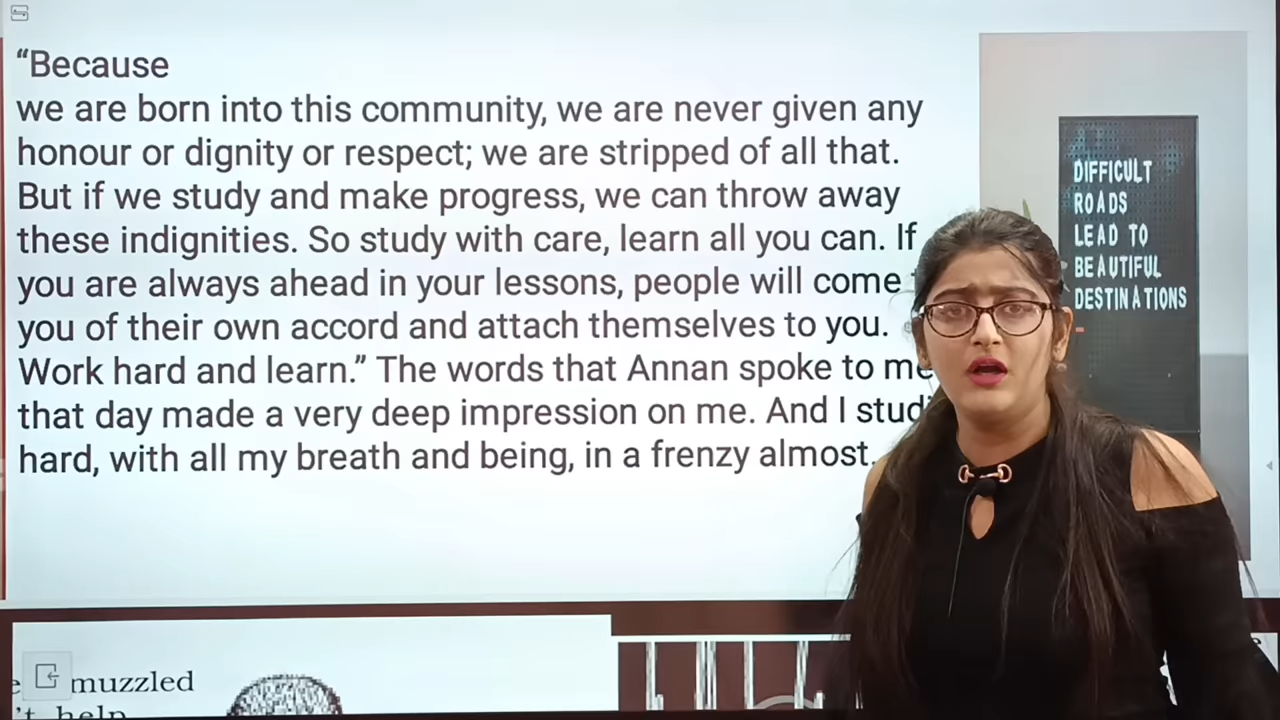 “Because
we are born into this community, we are never given any
honour or dignity or respect; we are stripped of all that.
But if we study and make progress, we can throw away
these indignities. So study with care, learn all you can. If
you are always ahead in your lessons, people will come
you of their own accord and attach themselves to you.
Work hard and learn.” The words that Annan spoke to me
that day made a very deep impression on me. And I
hard, with all my breath and being, in a frenzy almost.
DIFFICULT
ROADS
LEAD TO
BEAUTIFUL
DESTINATIONS
muzzled
help